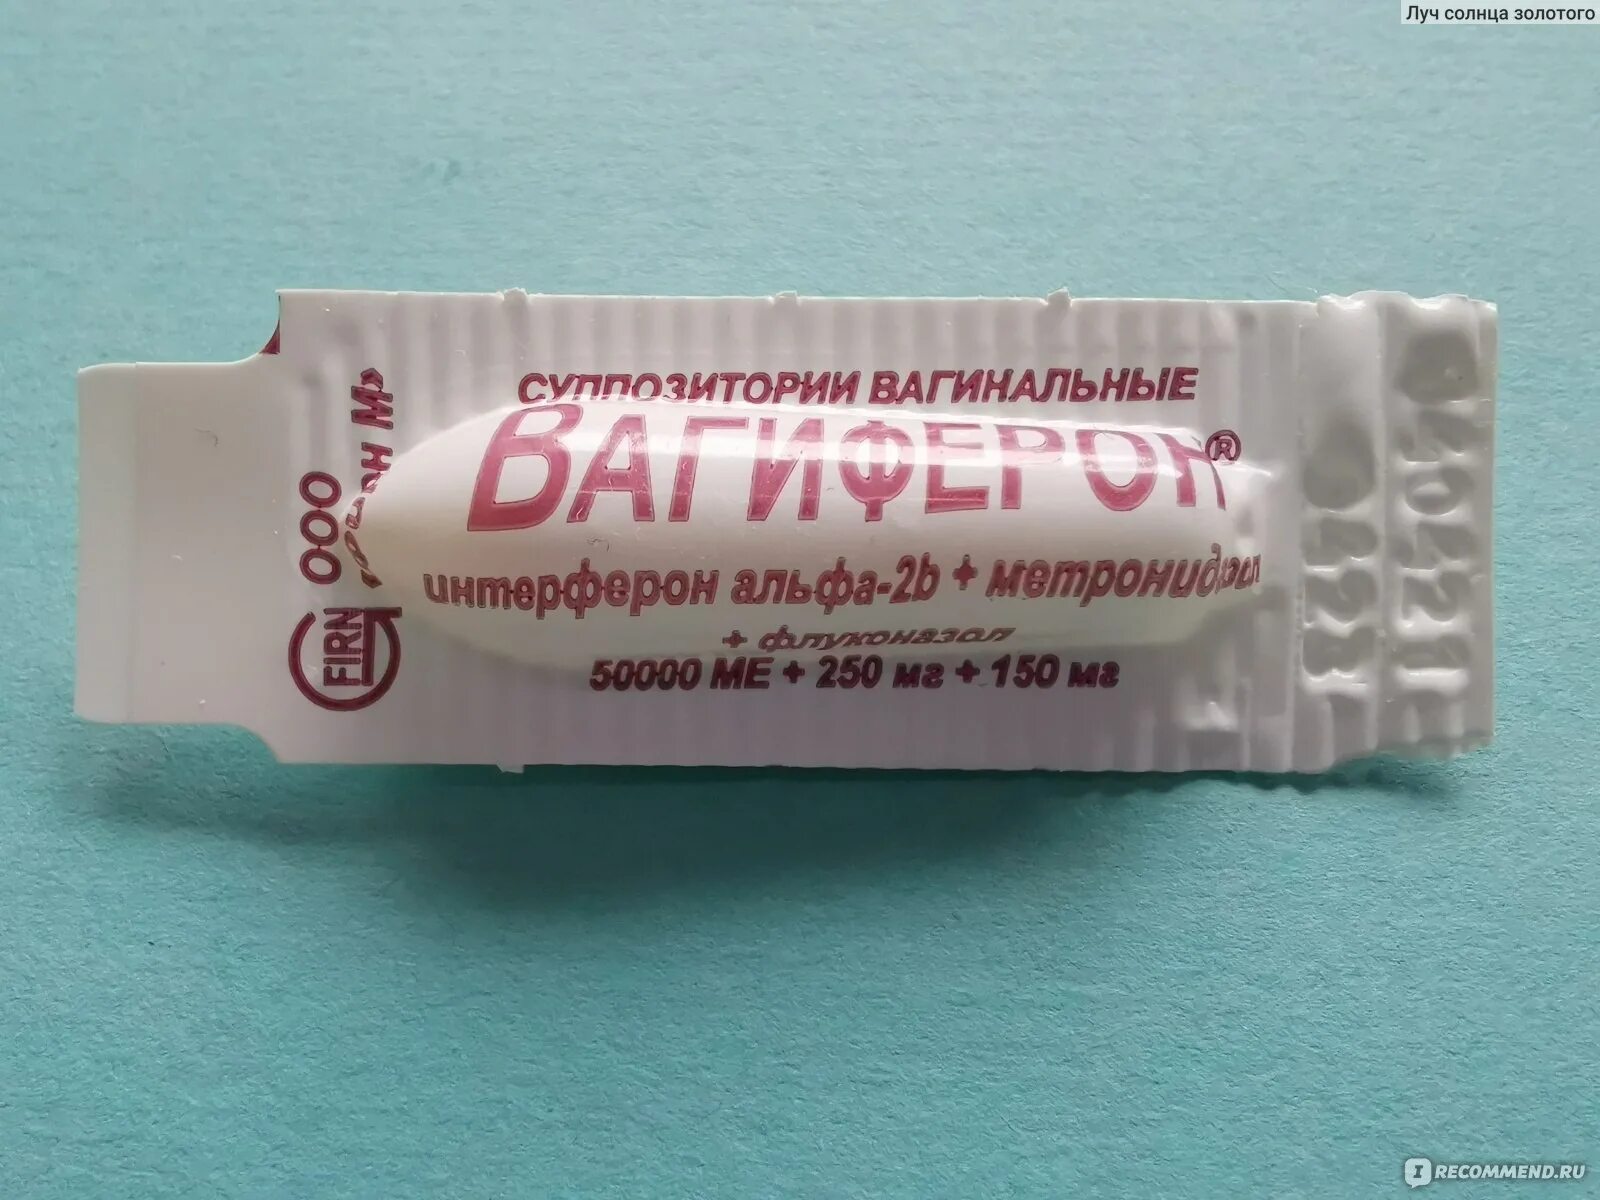 Луч солнца золотого
СУППОЗИТОРИИ ВАГИНАЛЬНЫЕ
ВАГИФЕРОН®
интерферон альфа-2b + метронидазол
+ флуконазол
50000 МЕ + 250 мг + 150 мг
ООО
М»
FIRN
IRECOMMEND.RU